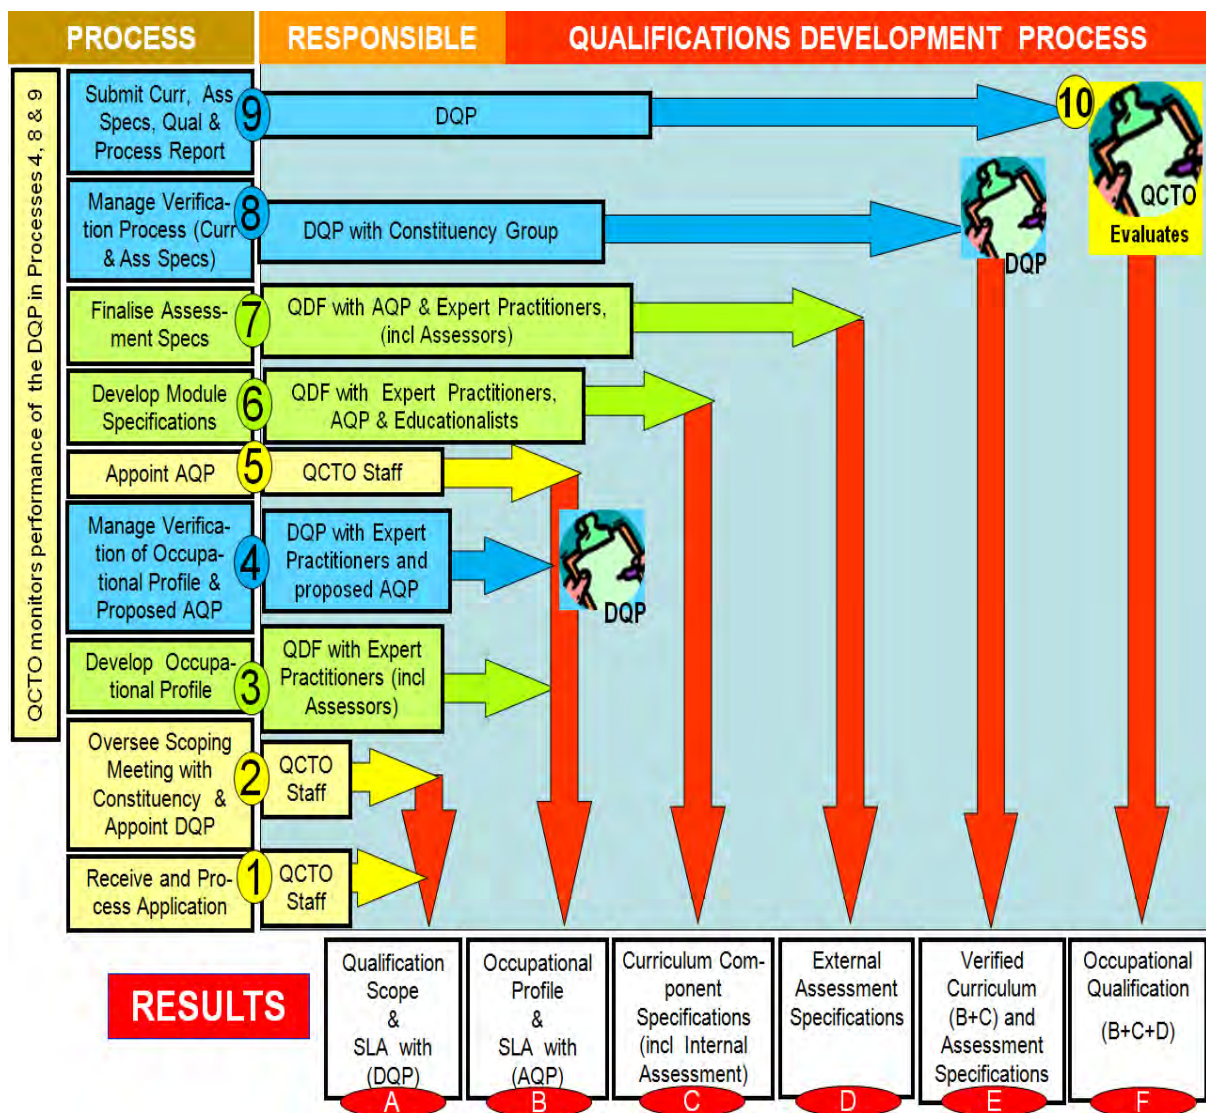 PROCESS
RESPONSIBLE
QUALIFICATIONS DEVELOPMENT PROCESS
QCTO monitors performance of the DQP in Processes 4, 8 & 9
Submit Curr, Ass
Specs, Qual &
Process Report
9
DQP
10
QCTO
Evaluates
Manage Verifica-
tion Process (Curr
& Ass Specs)
8
DQP with Constituency Group
DQP
Finalise Assess-
ment Specs
7
QDF with AQP & Expert Practitioners,
(incl Assessors)
Develop Module
Specifications
6
QDF with Expert Practitioners,
AQP & Educationalists
Appoint AQP
5
QCTO Staff
Manage Verifica-
tion of Occupa-
tional Profile &
Proposed AQP
4
DQP with Expert
Practitioners and
proposed AQP
DQP
Develop Occupa-
tional Profile
3
QDF with Expert
Practitioners (incl
Assessors)
Oversee Scoping
Meeting with
Constituency &
Appoint DQP
2
QCTO
Staff
Receive and Pro-
cess Application
1
QCTO
Staff
RESULTS
Qualification
Scope
&
SLA with
(DQP)
A
Occupational
Profile
&
SLA with
(AQP)
B
Curriculum Com-
ponent
Specifications
(incl Internal
Assessment)
C
External
Assessment
Specifications
D
Verified
Curriculum
(B+C) and
Assessment
Specifications
E
Occupational
Qualification
(B+C+D)
F